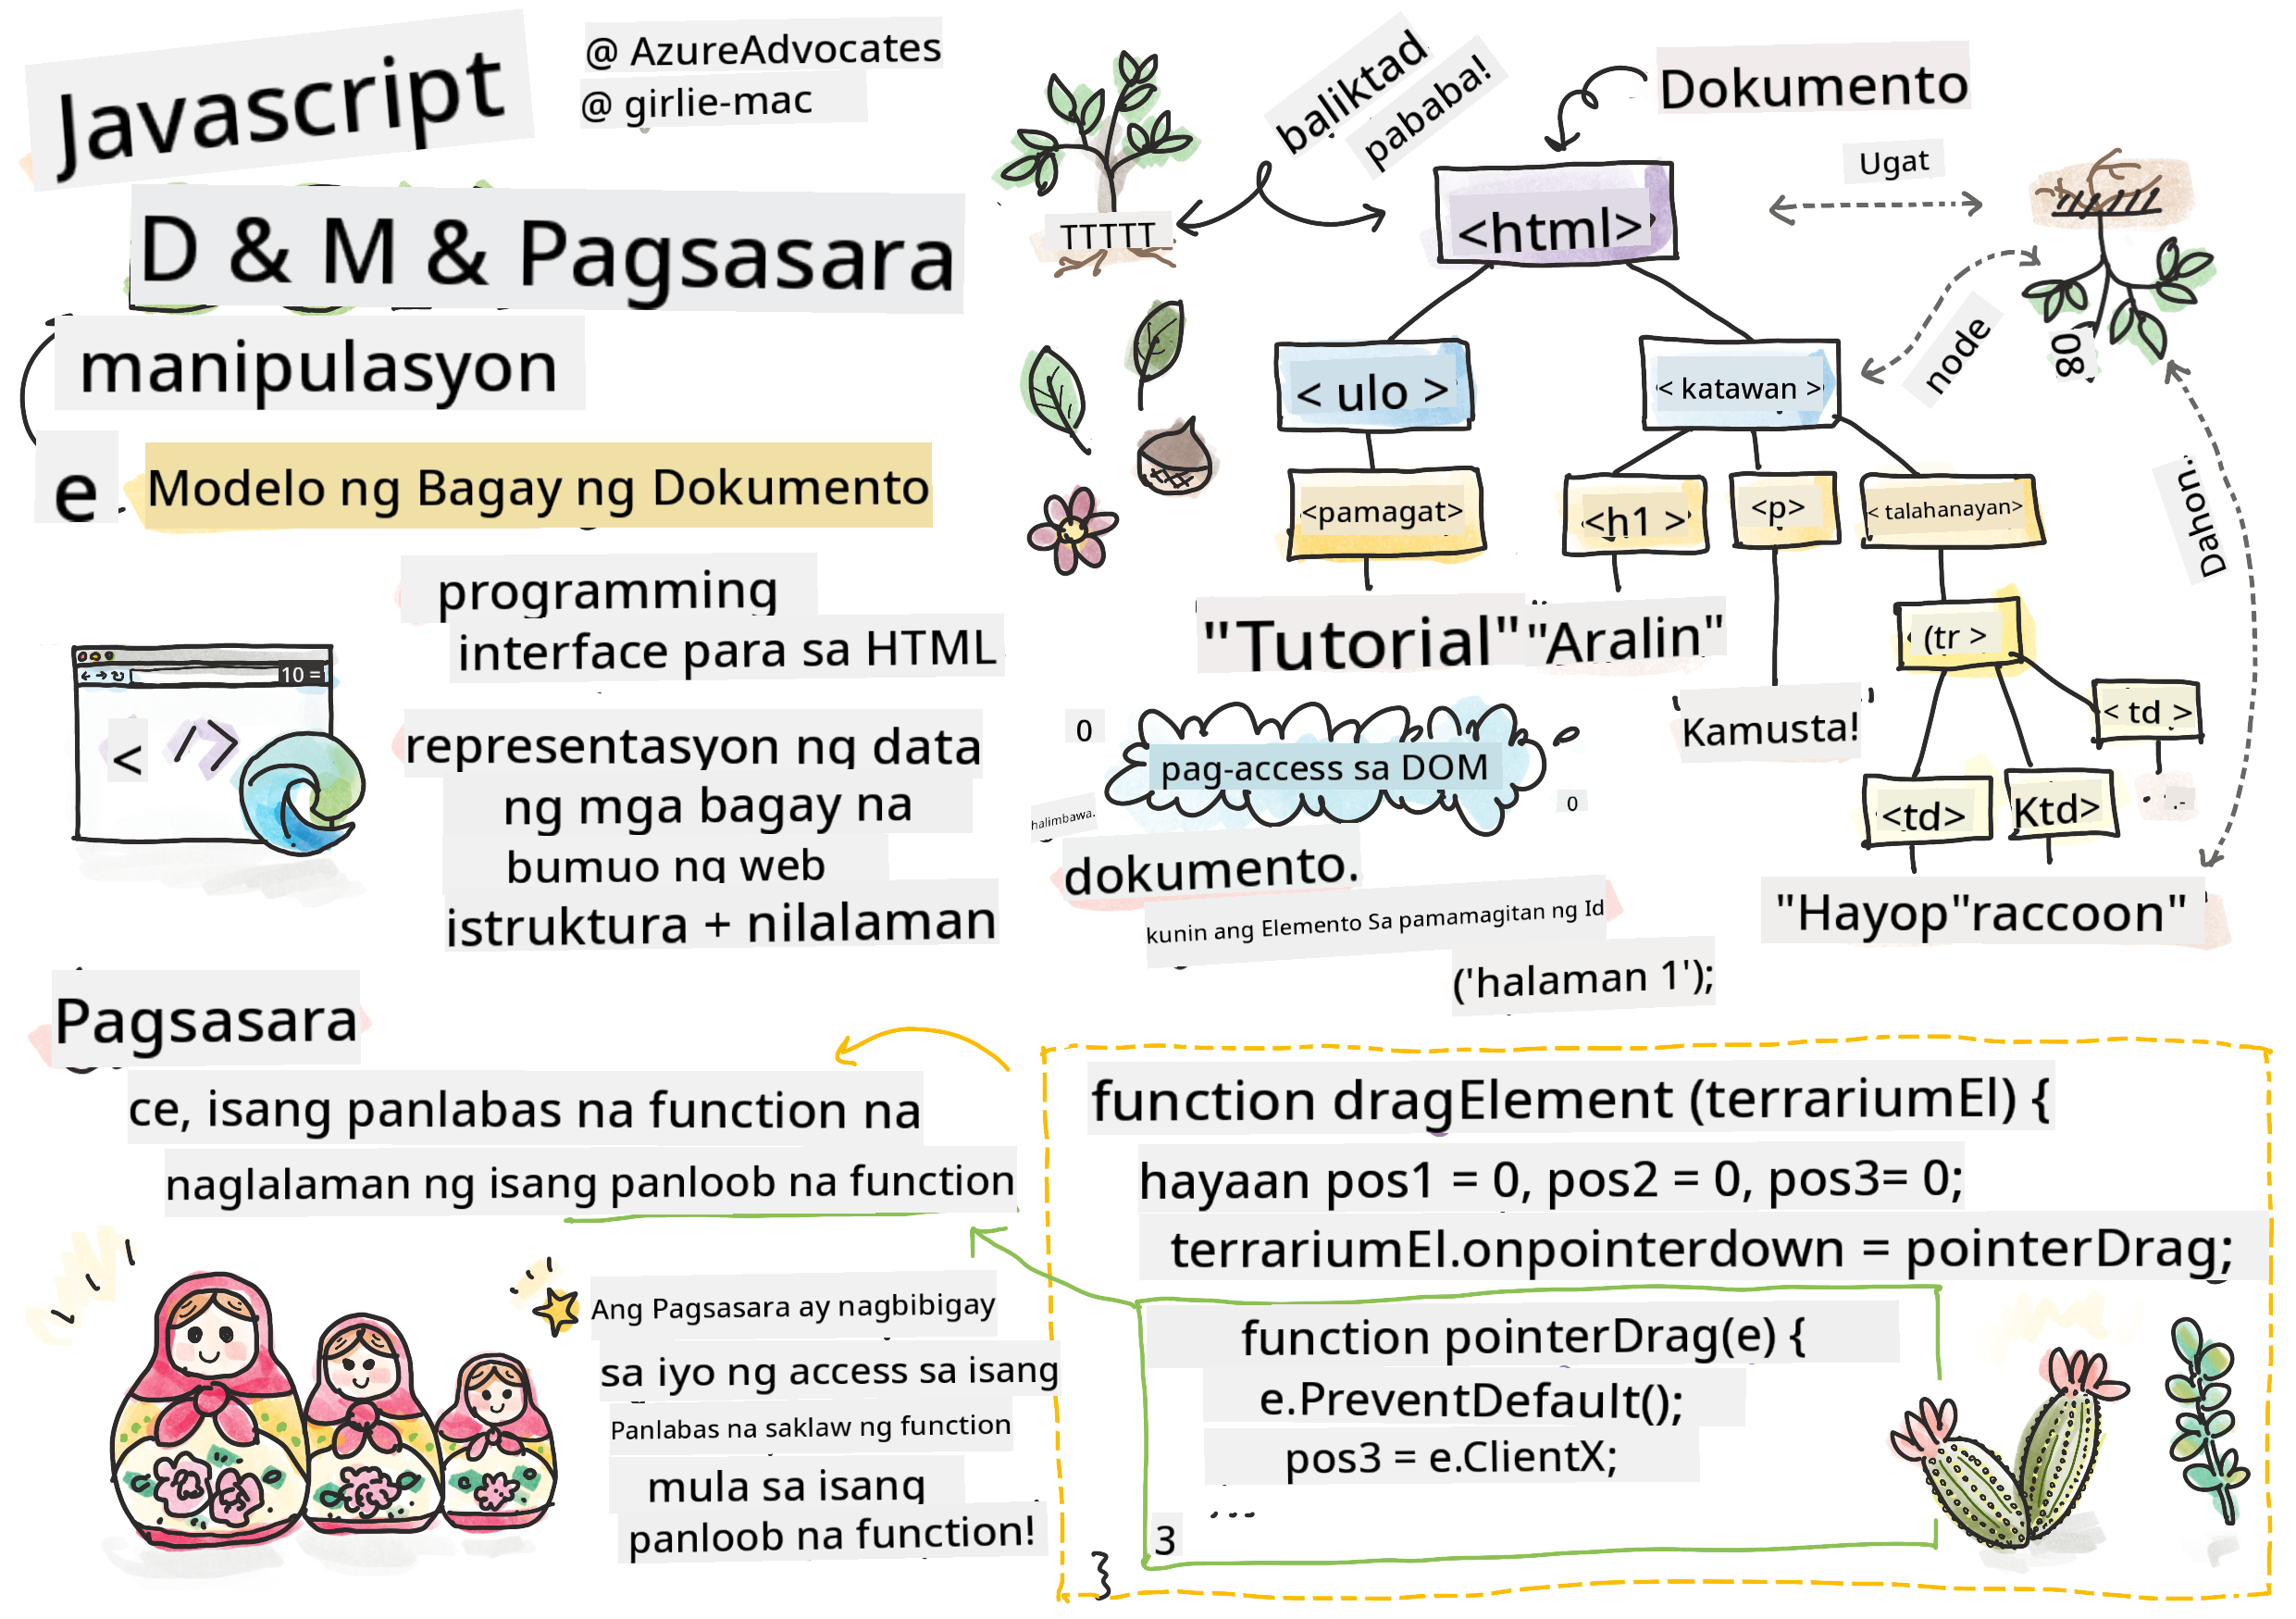 Javascript
@ AzureAdvocates
@ girlie-mac
D & M & Pagsasara
manipulasyon
e
Modelo ng Bagay ng Dokumento
programming
interface para sa HTML
representasyon ng data
ng mga bagay na
bumuo ng web
istruktura + nilalaman
10 =
< />
baliktad
pababa!
Dokumento
TTTTT
<html>
Ugat
node
80
Dahon..
< ulo >
< katawan >
<pamagat>
<h1 >
<p>
< talahanayan>
"Tutorial"
"Aralin"
(tr >
Kamusta!
< td >
<td>
Ktd>
"Hayop"raccoon"
0
pag-access sa DOM
0
halimbawa.
dokumento.
kunin ang Elemento Sa pamamagitan ng Id
('halaman 1');
Pagsasara
ce, isang panlabas na function na
naglalaman ng isang panloob na function
Ang Pagsasara ay nagbibigay
sa iyo ng access sa isang
Panlabas na saklaw ng function
mula sa isang
panloob na function!
function dragElement (terrariumEl) {
hayaan pos1 = 0, pos2 = 0, pos3= 0;
terrariumEl.onpointerdown = pointerDrag;
function pointerDrag(e) {
e.PreventDefault();
pos3 = e.ClientX;
...
3
}